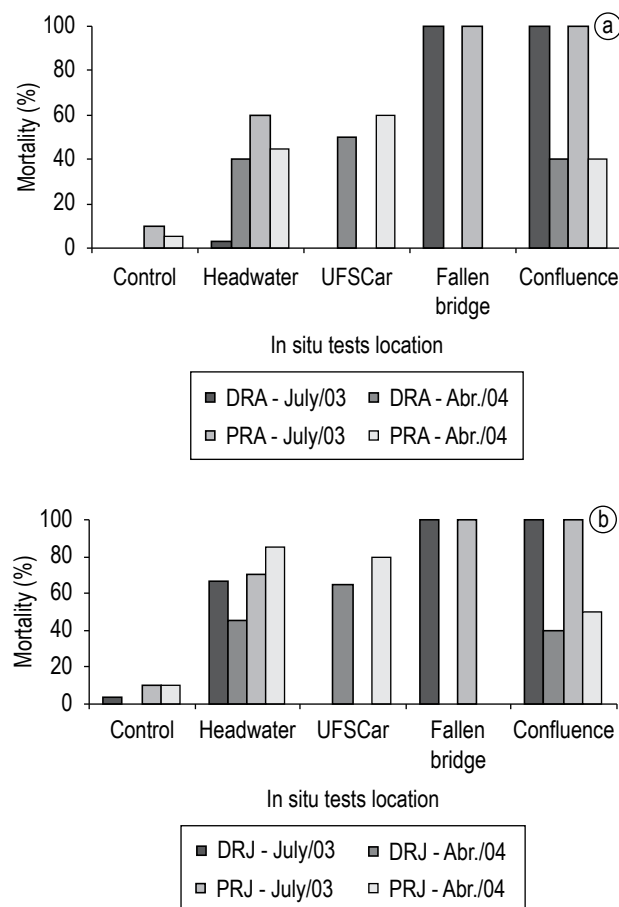 a
100
80
60
40
20
0
Mortality (%)
Control Headwater UFSCar Fallen bridge Confluence
In situ tests location
DRA - July/03 DRA - Abr./04
PRA - July/03 PRA - Abr./04
b
100
80
60
40
20
0
Mortality (%)
Control Headwater UFSCar Fallen bridge Confluence
In situ tests location
DRJ - July/03 DRJ - Abr./04
PRJ - July/03 PRJ - Abr./04